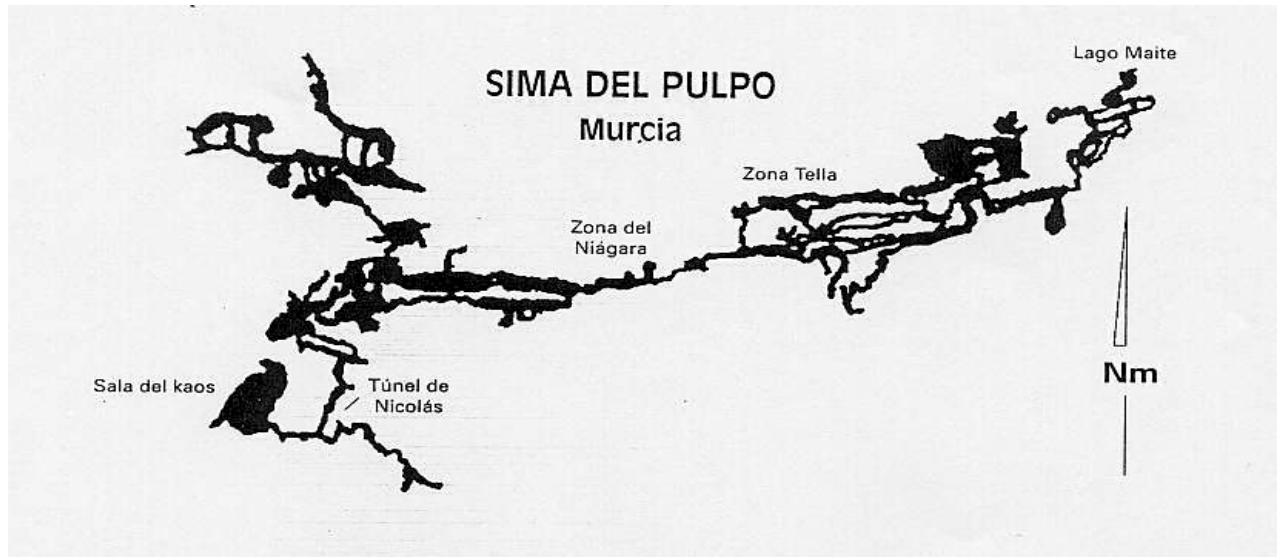 SIMA DEL PULPO
Murcia
Lago Maite
Zona Tella
Zona del
Niágara
Sala del kaos
Túnel de
Nicolás
Nm